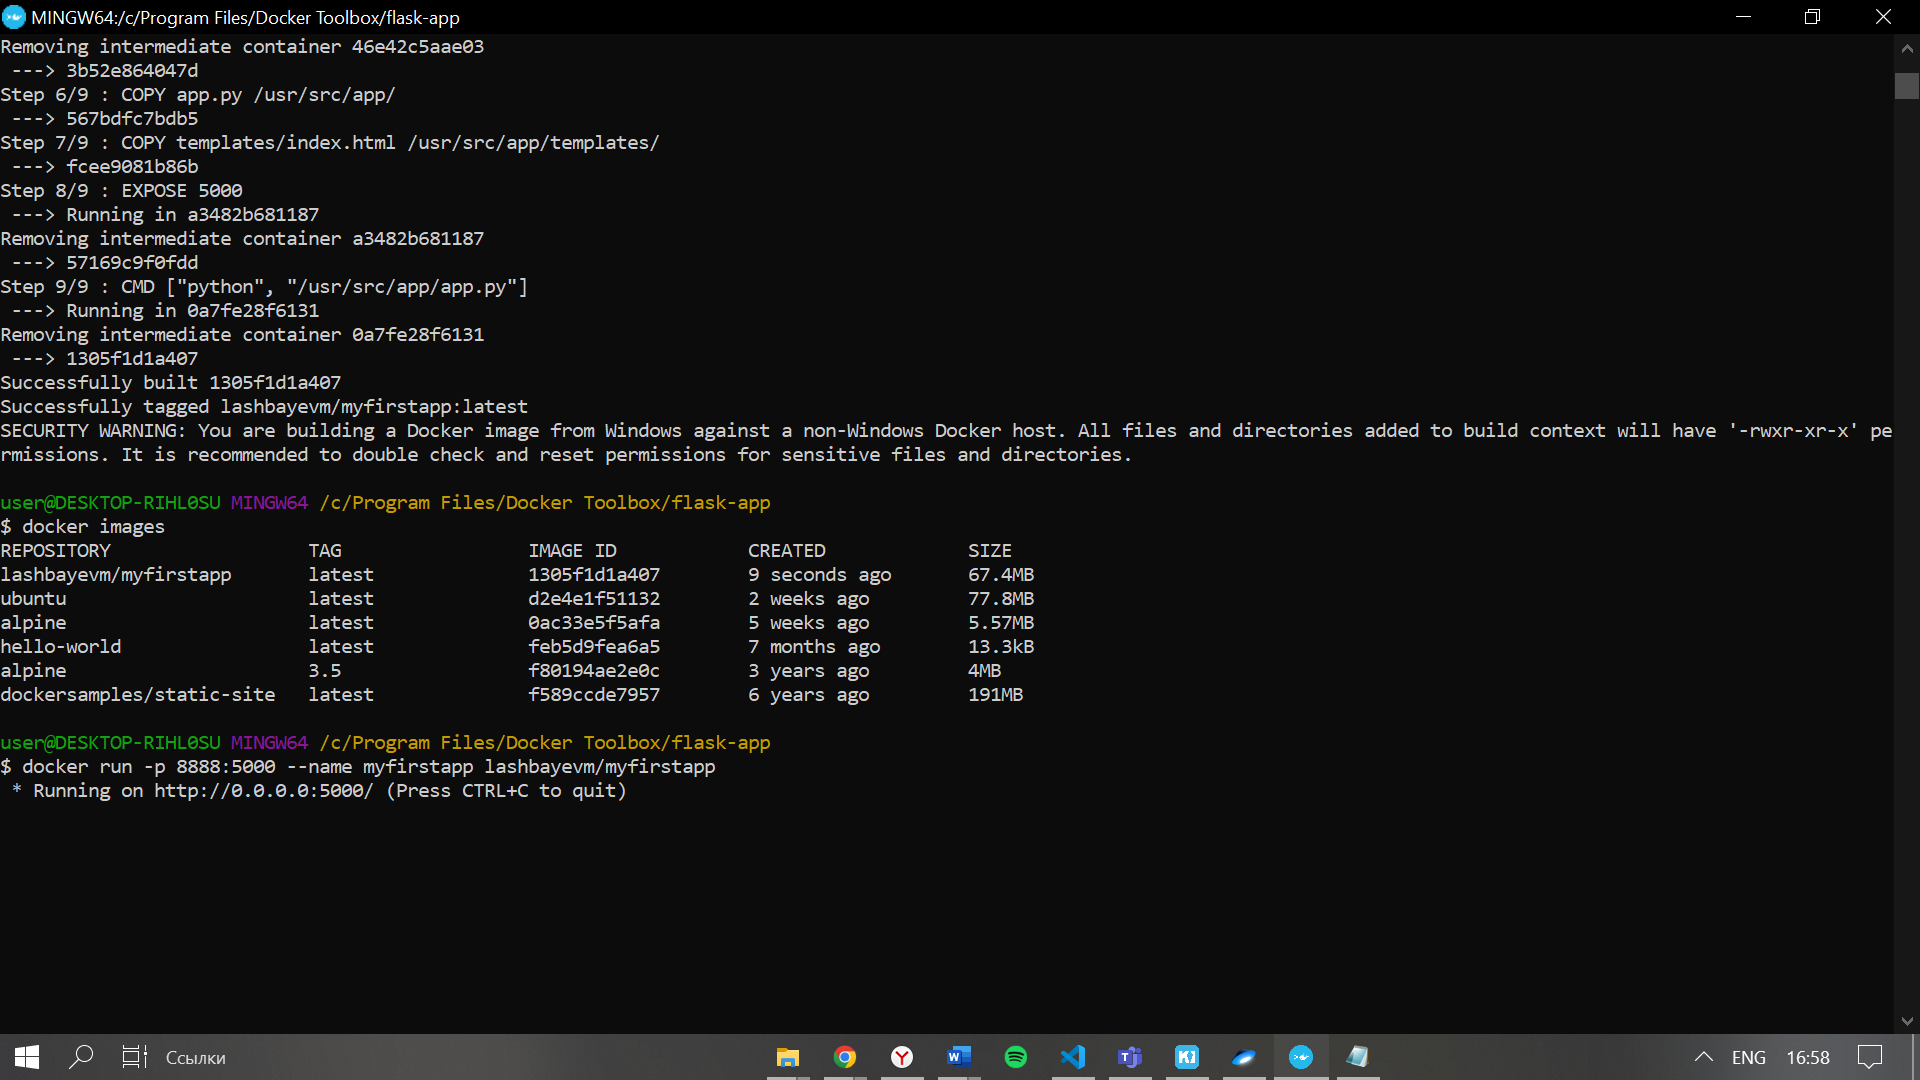 MINGW64:/c/Program Files/Docker Toolbox/flask-app
Removing intermediate container 46e42c5aae03
 ---> 3b52e864047d
Step 6/9 : COPY app.py /usr/src/app/
 ---> 567bdfc7bdb5
Step 7/9 : COPY templates/index.html /usr/src/app/templates/
 ---> fcee9081b86b
Step 8/9 : EXPOSE 5000
 ---> Running in a3482b681187
Removing intermediate container a3482b681187
 ---> 57169c9f0fdd
Step 9/9 : CMD ["python", "/usr/src/app/app.py"]
 ---> Running in 0a7fe28f6131
Removing intermediate container 0a7fe28f6131
 ---> 1305f1d1a407
Successfully built 1305f1d1a407
Successfully tagged lashbayevm/myfirstapp:latest
SECURITY WARNING: You are building a Docker image from Windows against a non-Windows Docker host. All files and directories added to build context will have '-rwxr-xr-x' pe
rmissions. It is recommended to double check and reset permissions for sensitive files and directories.
user@DESKTOP-RIHL0SU MINGW64 /c/Program Files/Docker Toolbox/flask-app
$ docker images
REPOSITORY TAG IMAGE ID CREATED SIZE
lashbayevm/myfirstapp latest 1305f1d1a407 9 seconds ago 67.4MB
ubuntu latest d2e4e1f51132 2 weeks ago 77.8MB
alpine latest 0ac33e5f5afa 5 weeks ago 5.57MB
hello-world latest feb5d9fea6a5 7 months ago 13.3kB
alpine 3.5 f80194ae2e0c 3 years ago 4MB
dockersamples/static-site latest f589ccde7957 6 years ago 191MB
user@DESKTOP-RIHL0SU MINGW64 /c/Program Files/Docker Toolbox/flask-app
$ docker run -p 8888:5000 --name myfirstapp lashbayevm/myfirstapp
 * Running on http://0.0.0.0:5000/ (Press CTRL+C to quit)
Ссылки ENG 16:58